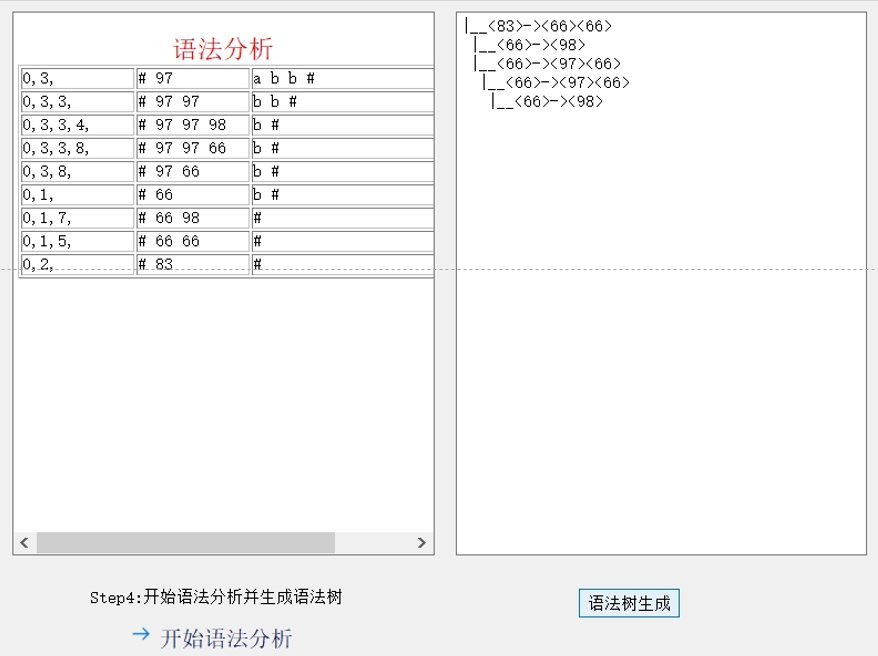 语法分析
0,3, # 97 a b b #
0,3,3, # 97 97 b b #
0,3,3,4, # 97 97 98 b #
0,3,3,8, # 97 97 66 b #
0,3,8, # 97 66 b #
0,1, # 66 b #
0,1,7, # 66 98 #
0,1,5, # 66 66 #
0,2, # 83 #
|__<83>-><66><66>
|__<66>-><98>
|__<66>-><97><66>
|__<66>-><97><66>
|__<66>-><98>
Step4:开始语法分析并生成语法树
语法树生成
→ 开始语法分析